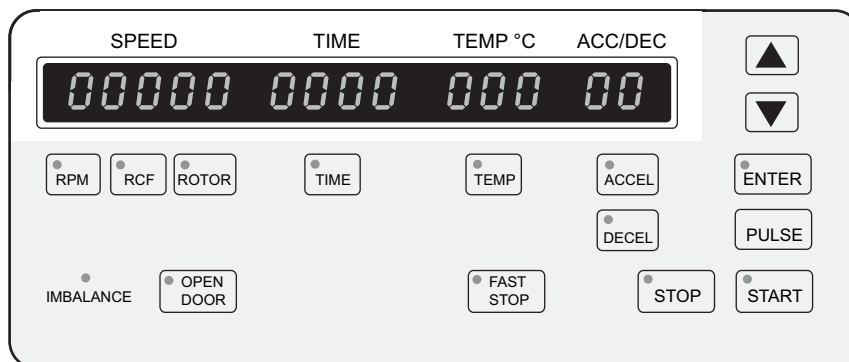 SPEED TIME TEMP °C ACC/DEC
00000 0000 000 00
RPM RCF ROTOR TIME TEMP ACCEL ENTER
DECEL PULSE
IMBALANCE OPEN DOOR FAST STOP STOP START